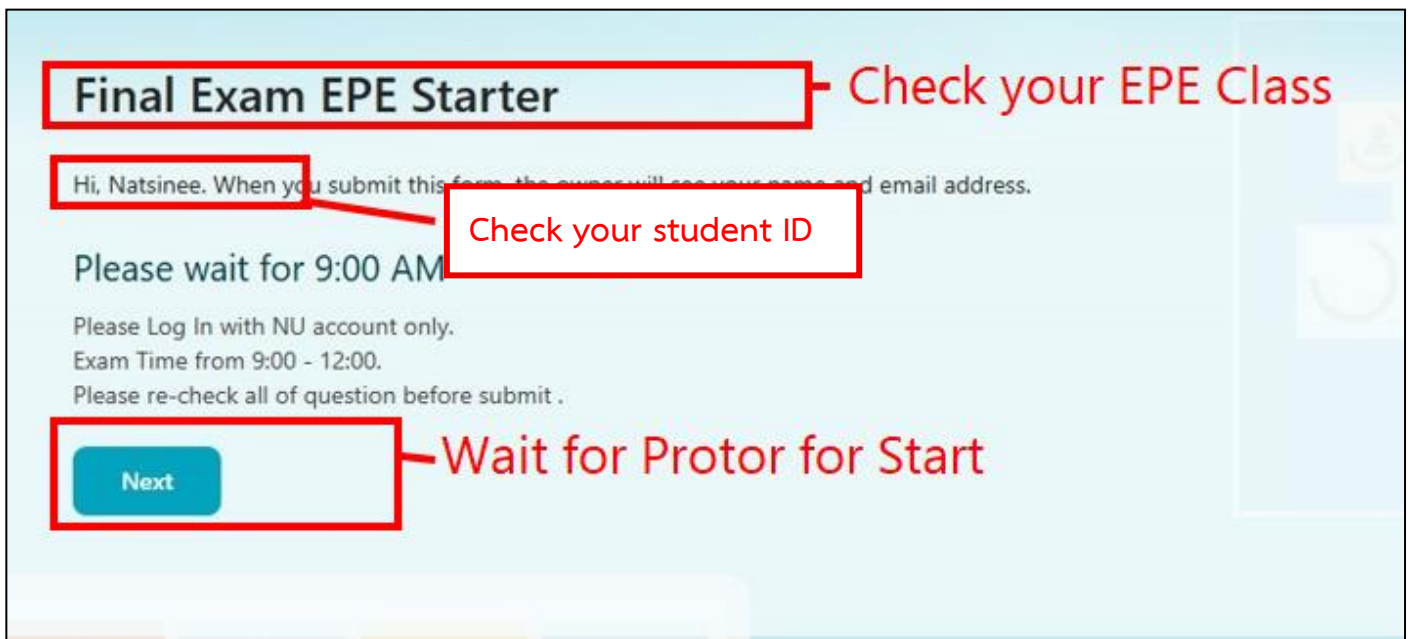 Final Exam EPE Starter
Check your EPE Class
Hi, Natsinee. When you submit this form, the owner will see your name and email address.
Check your student ID
Please wait for 9:00 AM
Please Log In with NU account only.
Exam Time from 9:00 - 12:00.
Please re-check all of question before submit .
Wait for Protor for Start
Next